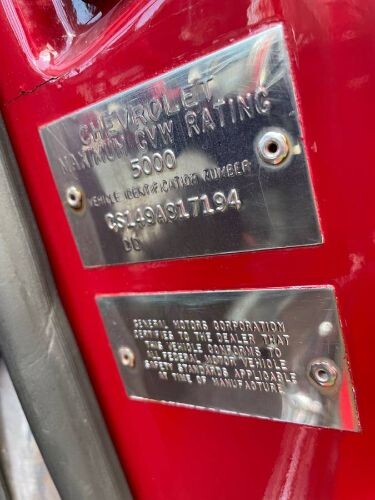 CHEVROLET
MAXIMUM GVW RATING
5000
VEHICLE IDENTIFICATION NUMBER
CS149A817194
DD
GENERAL MOTORS CORPORATION
CERTIFIES TO THE DEALER THAT
THIS VEHICLE CONFORMS TO
ALL FEDERAL MOTOR VEHICLE
SAFETY STANDARDS APPLICABLE
AT TIME OF MANUFACTURE